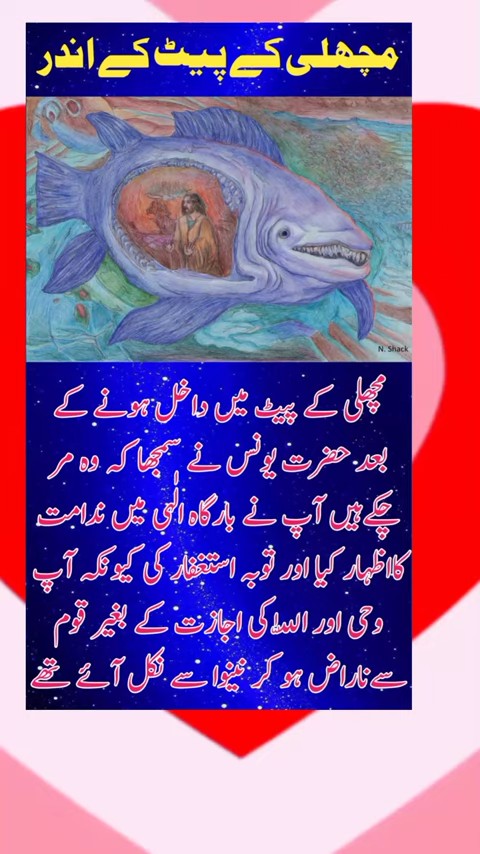 مچھلی کے پیٹ کے اندر
N. Shack
مچھلی کے پیٹ میں داخل ہونے کے
بعد حضرت یونس نے سمجھا کہ وہ مر
چکے ہیں آپ نے بارگاہ الٰہی میں ندامت
کااظہار کیا اور توبہ استغفار کی کیونکہ آپ
وحی اور اللہ کی اجازت کے بغیر قوم
سے ناراض ہو کر نینوا سے نکل آئے تھے